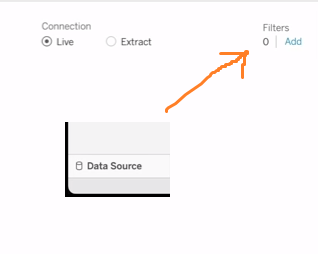 Connection
Live
Extract
Filters
0 | Add
Data Source